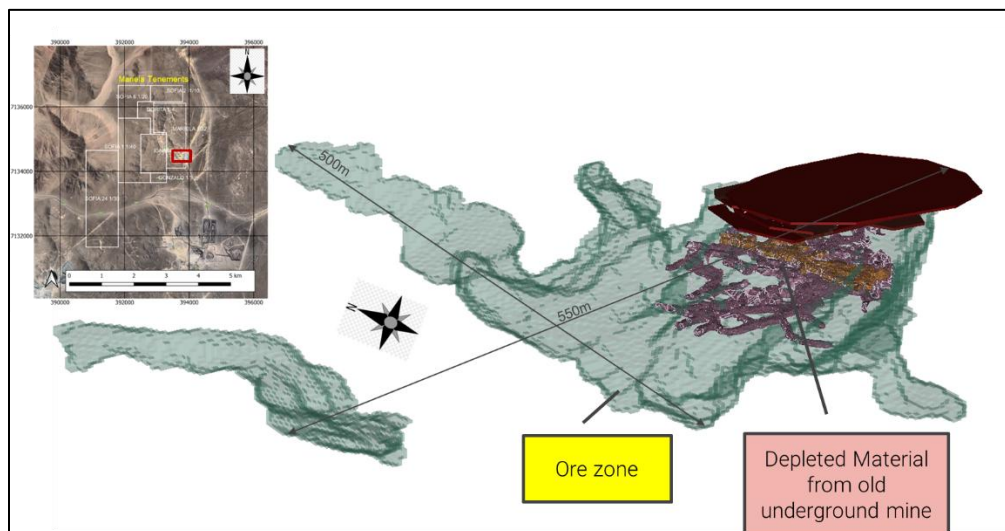 390000 392000 394000 396000
N
Mariela Tenements
7136000
7134000
7132000
0 1 2 3 4 5 km
390000 392000 394000 396000
500m
550m
N
Ore zone
Depleted Material
from old
underground mine